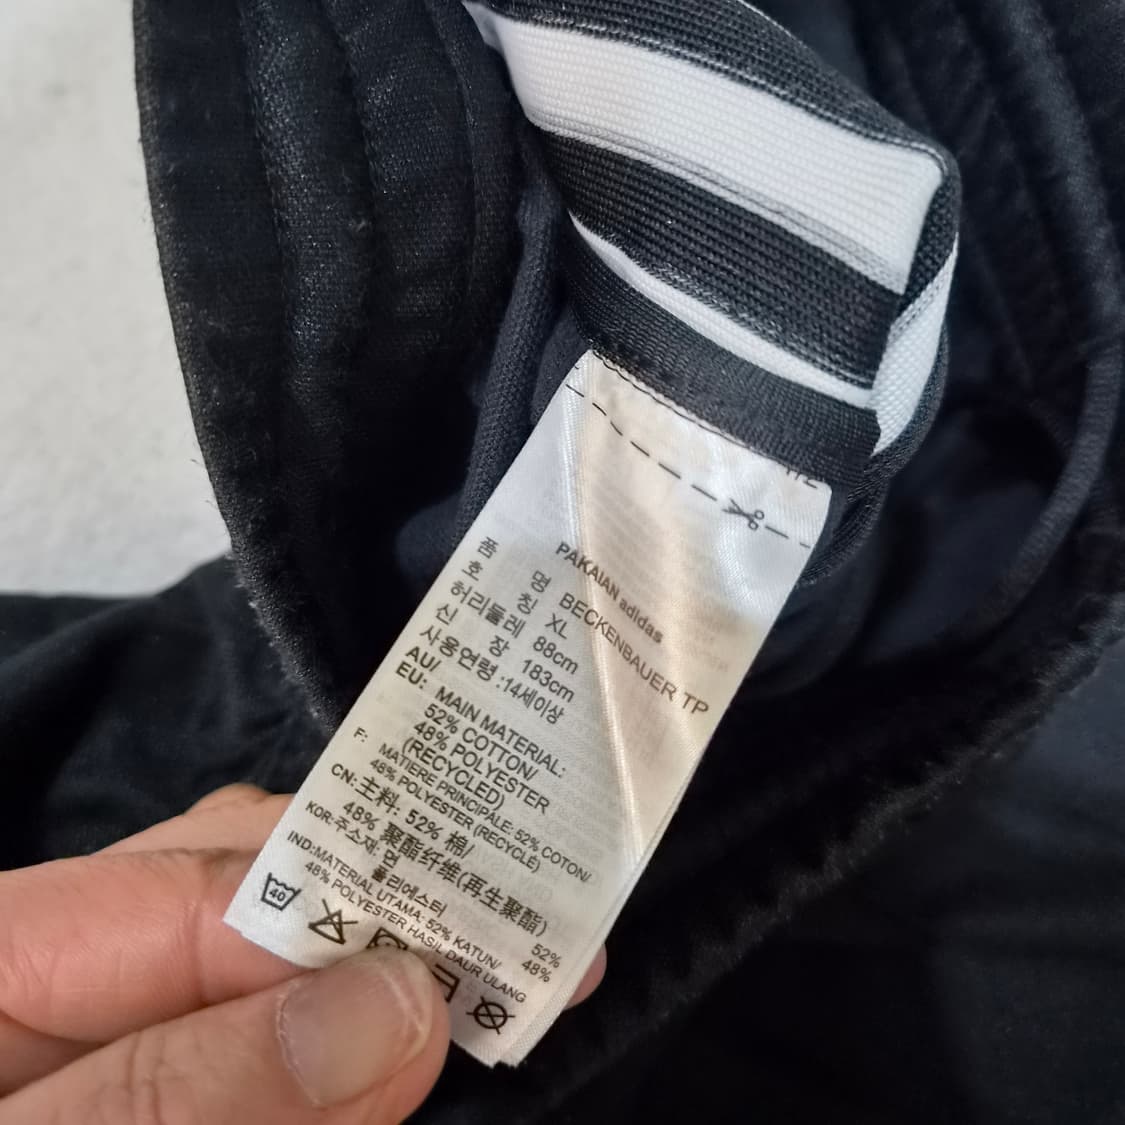 PAKAIAN adidas
품 명 BECKENBAUER TP
호 칭 XL
허리둘레 88cm
신 장 183cm
사용연령 :14세이상
AU/
EU: MAIN MATERIAL:
52% COTTON/
48% POLYESTER
(RECYCLED)
F: MATIERE PRINCIPALE: 52% COTON/
48% POLYESTER (RECYCLÉ)
CN: 主料: 52% 棉/
48% 聚酯纤维(再生聚酯)
KOR:주소재: 면 52%
폴리에스터 48%
IND:MATERIAL UTAMA: 52% KATUN/
48% POLYESTER HASIL DAUR ULANG
40